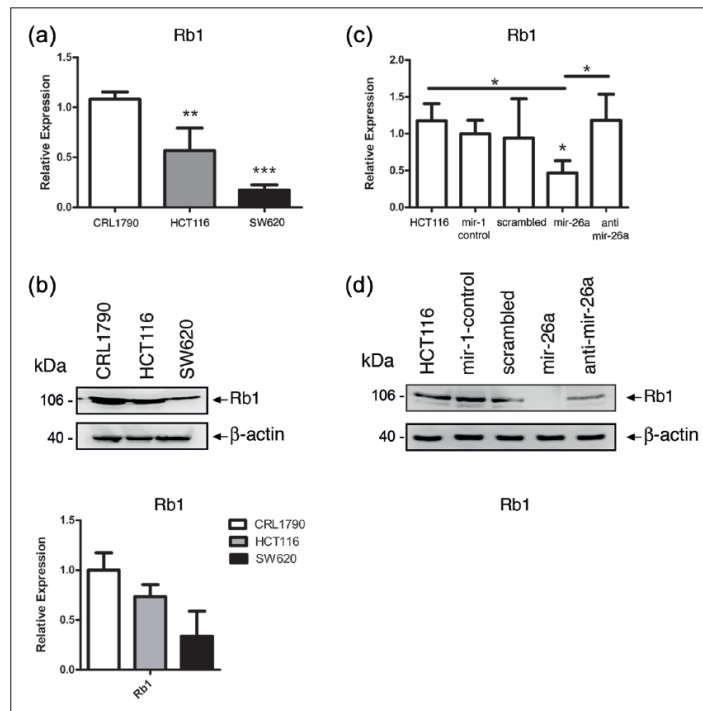 (a)
Rb1
Relative Expression
1.5
1.0
0.5
0.0
**
***
CRL1790 HCT116 SW620
(c)
Rb1
Relative Expression
2.0
1.5
1.0
0.5
0.0
*
*
*
HCT116 mir-1 control scrambled mir-26a anti mir-26a
(b)
CRL1790 HCT116 SW620
kDa
106 - ←Rb1
40 - ←β-actin
Rb1
Relative Expression
1.5
1.0
0.5
0.0
Rb1
CRL1790
HCT116
SW620
(d)
HCT116 mir-1-control scrambled mir-26a anti-mir-26a
kDa
106 - ←Rb1
40 - ←β-actin
Rb1